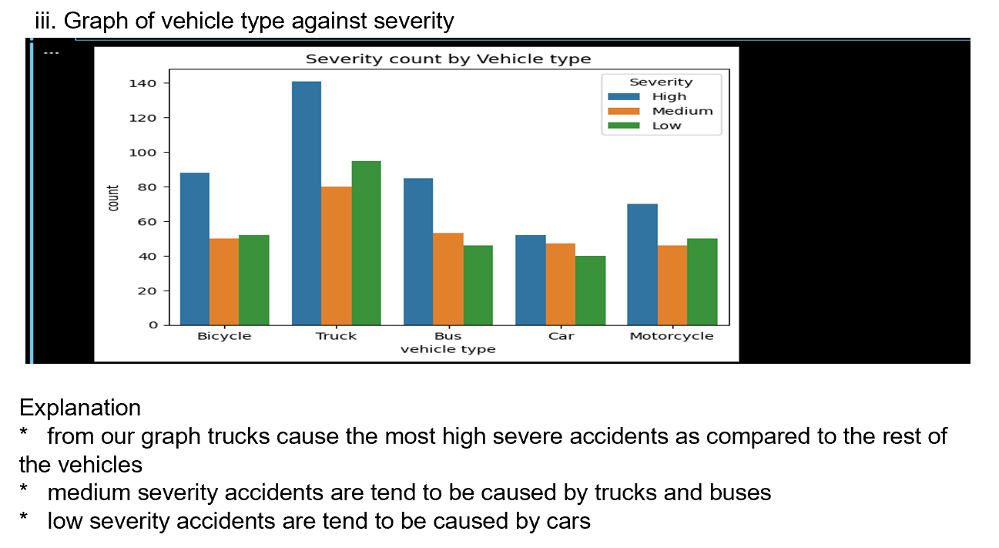 iii. Graph of vehicle type against severity
...
Severity count by Vehicle type
140
120
100
80
60
40
20
0
count
Severity
High
Medium
Low
Bicycle Truck Bus Car Motorcycle
vehicle type
Explanation
* from our graph trucks cause the most high severe accidents as compared to the rest of
the vehicles
* medium severity accidents are tend to be caused by trucks and buses
* low severity accidents are tend to be caused by cars